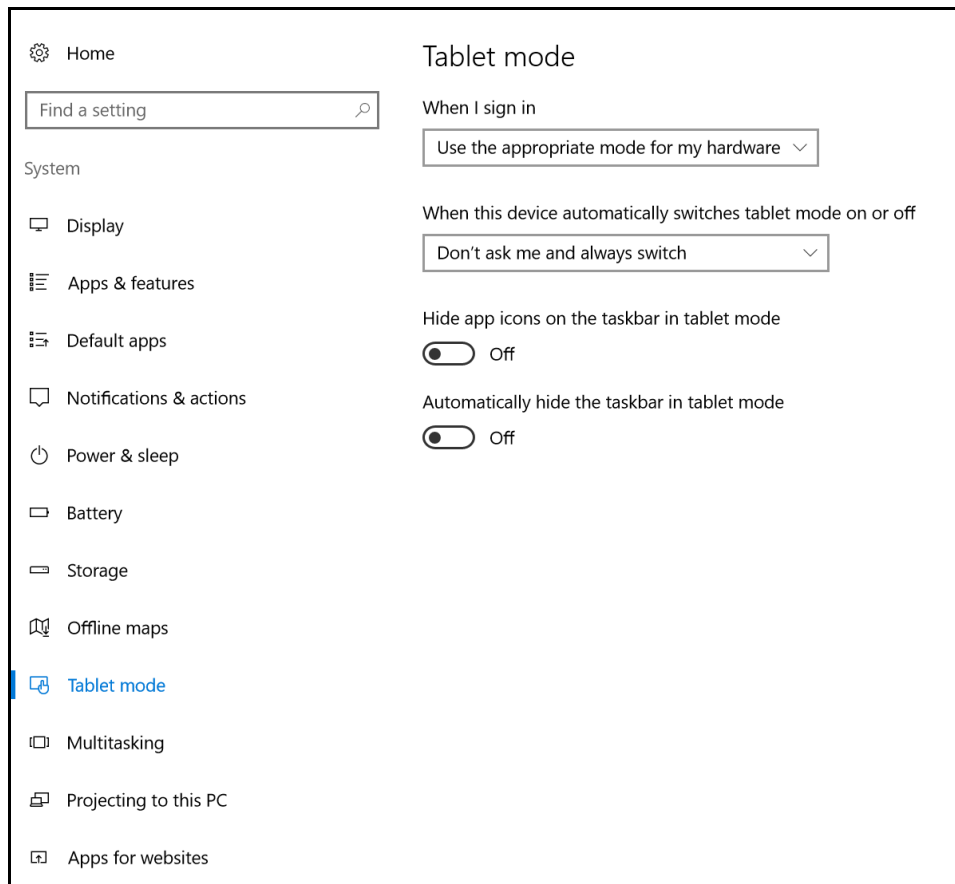 Home
Find a setting
System
Display
Apps & features
Default apps
Notifications & actions
Power & sleep
Battery
Storage
Offline maps
Tablet mode
Multitasking
Projecting to this PC
Apps for websites
Tablet mode
When I sign in
Use the appropriate mode for my hardware
When this device automatically switches tablet mode on or off
Don’t ask me and always switch
Hide app icons on the taskbar in tablet mode
Off
Automatically hide the taskbar in tablet mode
Off